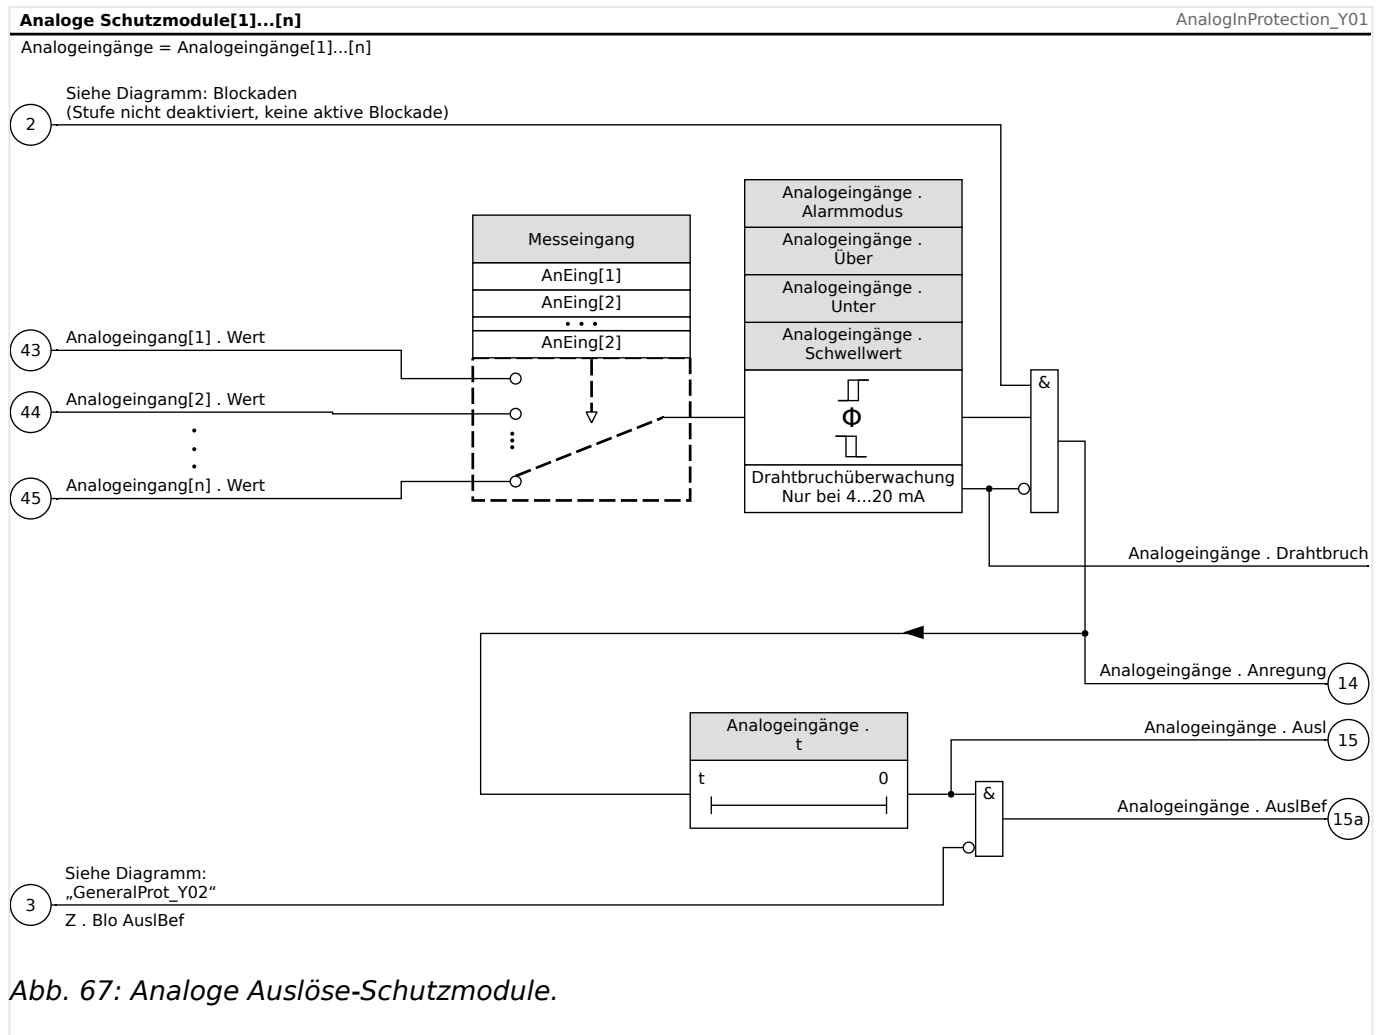 Analoge Schutzmodule[1]...[n]
AnalogInProtection_Y01
Analogeingänge = Analogeingänge[1]...[n]
Siehe Diagramm: Blockaden
(Stufe nicht deaktiviert, keine aktive Blockade)
2
Analogeingänge .
Alarmmodus
Messeingang
Analogeingänge .
Über
AnEing[1]
Analogeingänge .
Unter
AnEing[2]
• • •
AnEing[2]
Analogeingänge .
Schwellwert
43
Analogeingang[1] . Wert
&
44
Analogeingang[2] . Wert
Φ
45
Analogeingang[n] . Wert
Drahtbruchüberwachung
Nur bei 4...20 mA
Analogeingänge . Drahtbruch
Analogeingänge . Anregung
14
Analogeingänge .
t
Analogeingänge . Ausl
15
t
0
&
Analogeingänge . AuslBef
15a
Siehe Diagramm:
„GeneralProt_Y02“
3
Z . Blo AuslBef
Abb. 67: Analoge Auslöse-Schutzmodule.